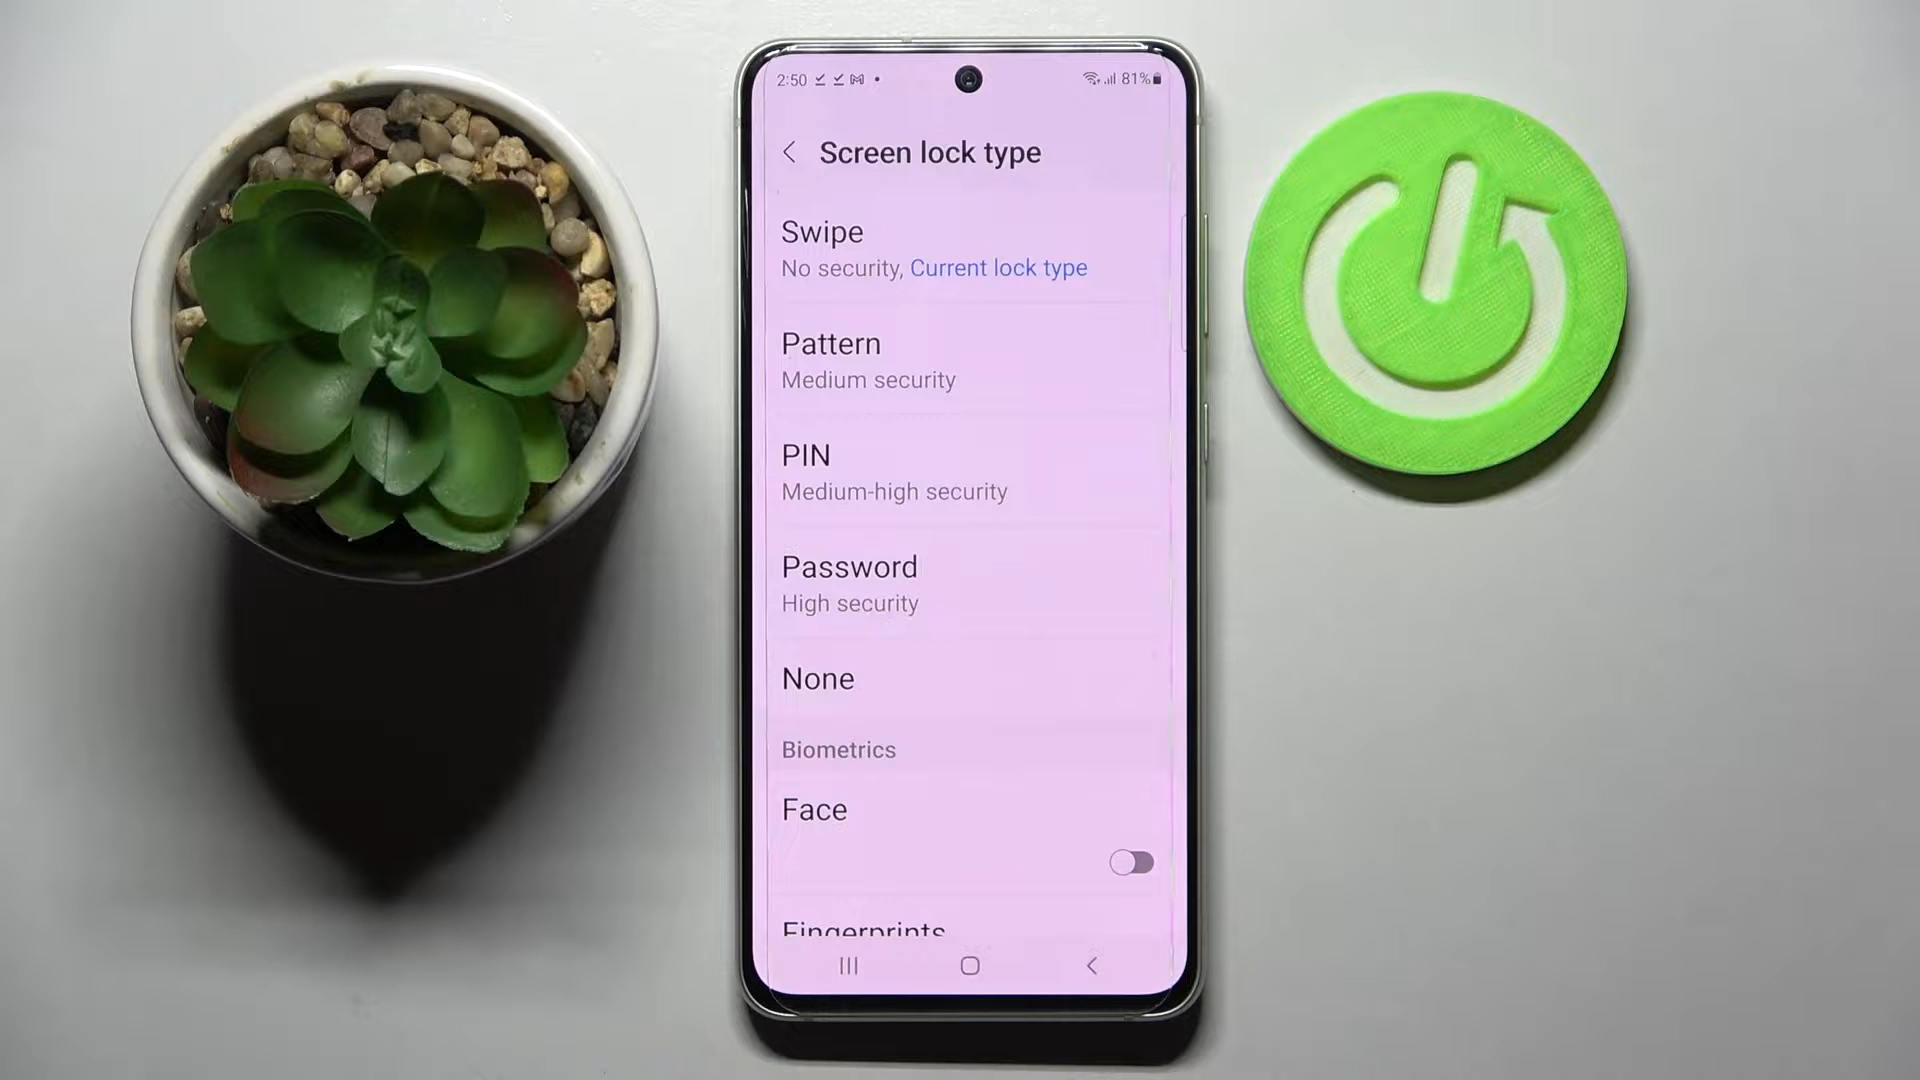 2:50 81%
Screen lock type
Swipe
No security, Current lock type
Pattern
Medium security
PIN
Medium-high security
Password
High security
None
Biometrics
Face
Fingerprints